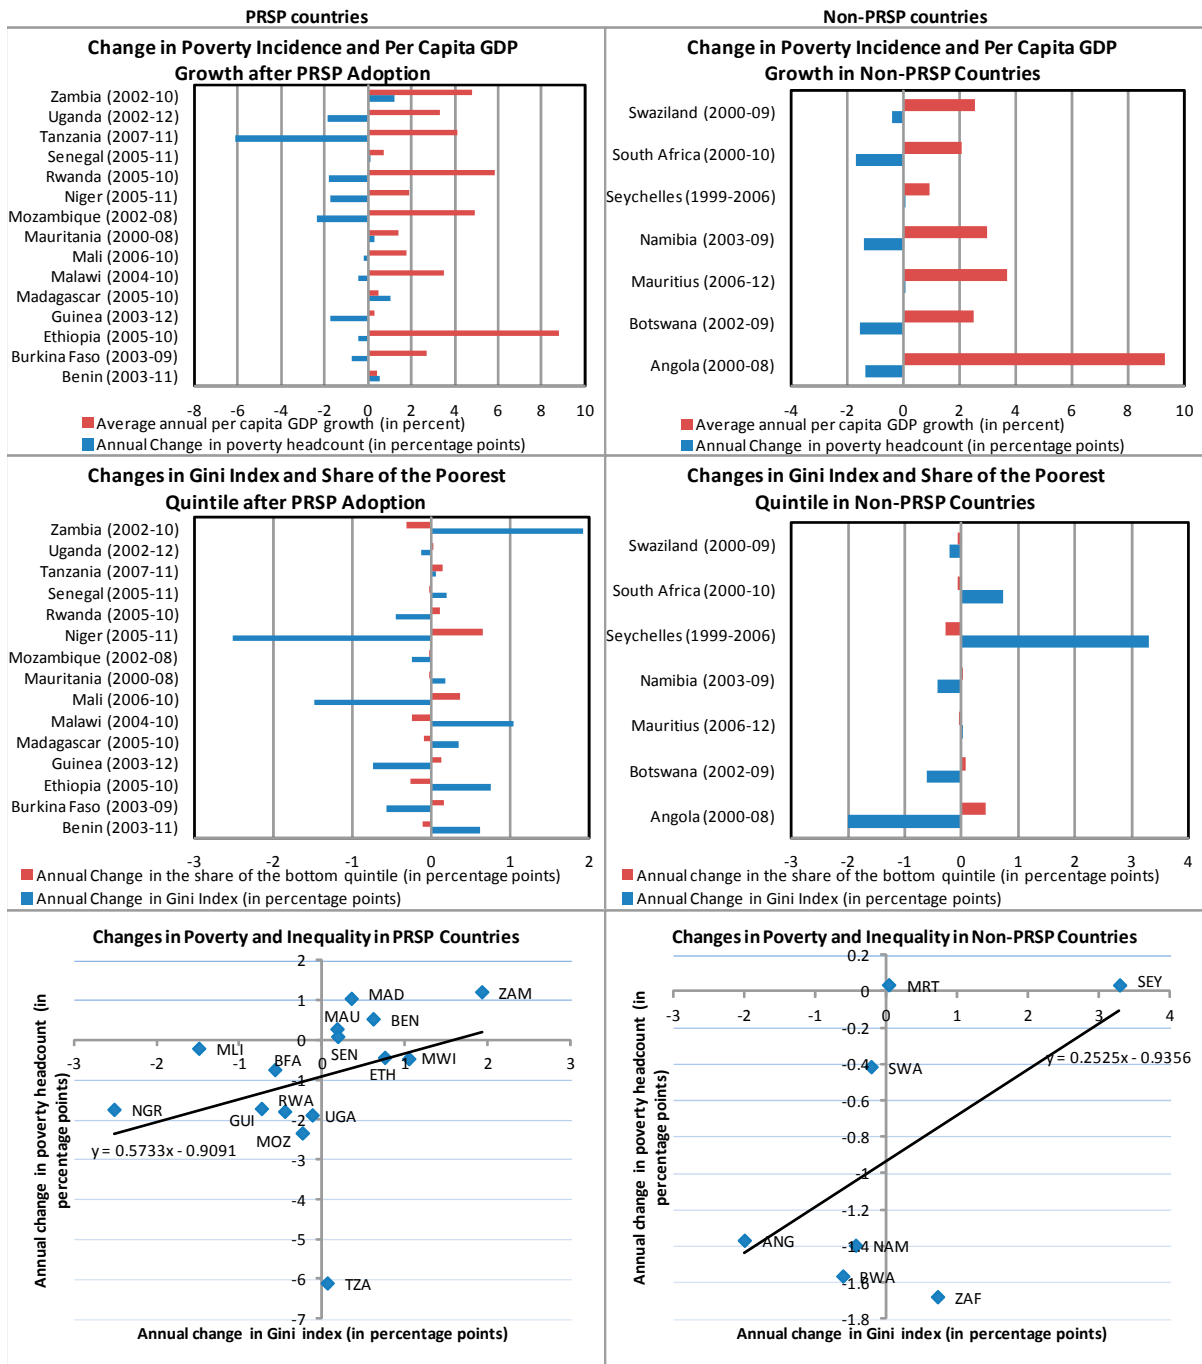 PRSP countries
Non-PRSP countries
Change in Poverty Incidence and Per Capita GDP
Growth after PRSP Adoption
Zambia (2002-10)
Uganda (2002-12)
Tanzania (2007-11)
Senegal (2005-11)
Rwanda (2005-10)
Niger (2005-11)
Mozambique (2002-08)
Mauritania (2000-08)
Mali (2006-10)
Malawi (2004-10)
Madagascar (2005-10)
Guinea (2003-12)
Ethiopia (2005-10)
Burkina Faso (2003-09)
Benin (2003-11)
-8 -6 -4 -2 0 2 4 6 8 10
Average annual per capita GDP growth (in percent)
Annual Change in poverty headcount (in percentage points)
Change in Poverty Incidence and Per Capita GDP
Growth in Non-PRSP Countries
Swaziland (2000-09)
South Africa (2000-10)
Seychelles (1999-2006)
Namibia (2003-09)
Mauritius (2006-12)
Botswana (2002-09)
Angola (2000-08)
-4 -2 0 2 4 6 8 10
Average annual per capita GDP growth (in percent)
Annual Change in poverty headcount (in percentage points)
Changes in Gini Index and Share of the Poorest
Quintile after PRSP Adoption
Zambia (2002-10)
Uganda (2002-12)
Tanzania (2007-11)
Senegal (2005-11)
Rwanda (2005-10)
Niger (2005-11)
Mozambique (2002-08)
Mauritania (2000-08)
Mali (2006-10)
Malawi (2004-10)
Madagascar (2005-10)
Guinea (2003-12)
Ethiopia (2005-10)
Burkina Faso (2003-09)
Benin (2003-11)
-3 -2 -1 0 1 2
Annual Change in the share of the bottom quintile (in percentage points)
Annual Change in Gini Index (in percentage points)
Changes in Gini Index and Share of the Poorest
Quintile in Non-PRSP Countries
Swaziland (2000-09)
South Africa (2000-10)
Seychelles (1999-2006)
Namibia (2003-09)
Mauritius (2006-12)
Botswana (2002-09)
Angola (2000-08)
-3 -2 -1 0 1 2 3 4
Annual change in the share of the bottom quintile (in percentage points)
Annual Change in Gini Index (in percentage points)
Changes in Poverty and Inequality in PRSP Countries
Annual change in poverty headcount (in
percentage points)
2
1
0
-1
-2
-3
-4
-5
-6
-7
-3 -2 -1 0 1 2 3
MAD
ZAM
MAU
BEN
MLI
BFA
SEN
MWI
ETH
NGR
RWA
GUI
UGA
MOZ
y = 0.5733x - 0.9091
TZA
Annual change in Gini index (in percentage points)
Changes in Poverty and Inequality in Non-PRSP Countries
Annual change in poverty headcount (in
percentage points)
0.2
0
-0.2
-0.4
-0.6
-0.8
-1
-1.2
-1.4
-1.6
-1.8
-3 -2 -1 0 1 2 3 4
MRT
SEY
SWA
y = 0.2525x - 0.9356
ANG
NAM
BWA
ZAF
Annual change in Gini index (in percentage points)